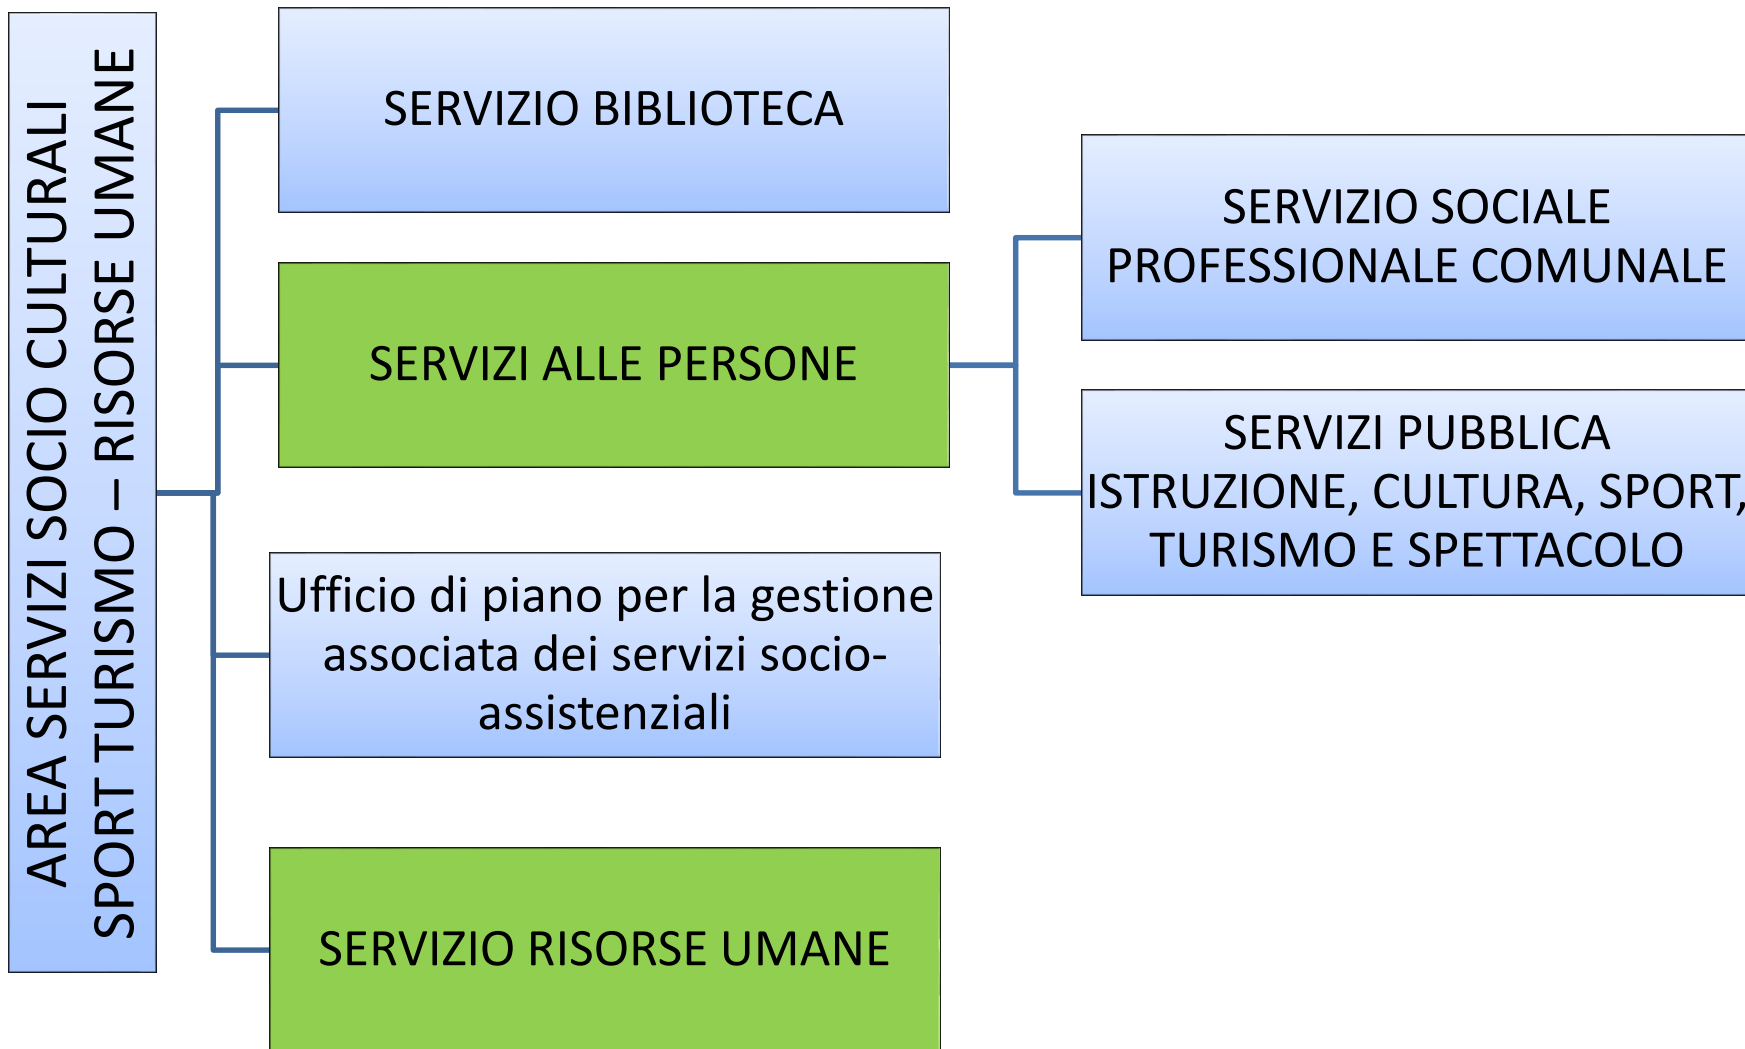 AREA SERVIZI SOCIO CULTURALI
SPORT TURISMO – RISORSE UMANE
SERVIZIO BIBLIOTECA
SERVIZI ALLE PERSONE
SERVIZIO SOCIALE
PROFESSIONALE COMUNALE
SERVIZI PUBBLICA
ISTRUZIONE, CULTURA, SPORT,
TURISMO E SPETTACOLO
Ufficio di piano per la gestione
associata dei servizi socio-
assistenziali
SERVIZIO RISORSE UMANE